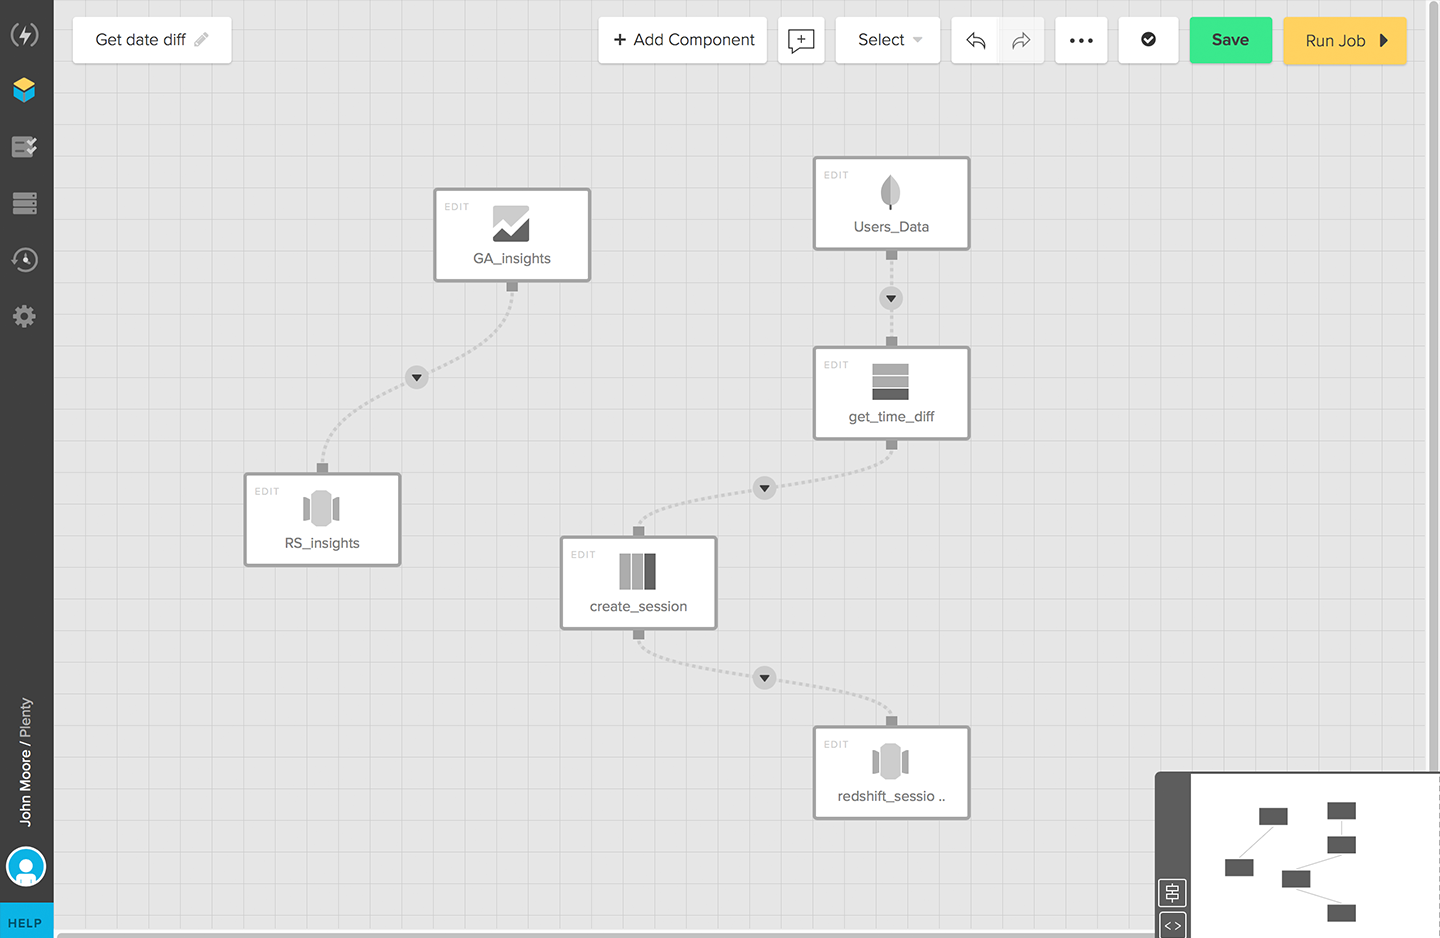 Get date diff
+ Add Component
Select
...
Save
Run Job
EDIT
Users_Data
EDIT
GA_insights
EDIT
get_time_diff
EDIT
RS_insights
EDIT
create_session
EDIT
redshift_sessio ..
John Moore / Plenty
HELP